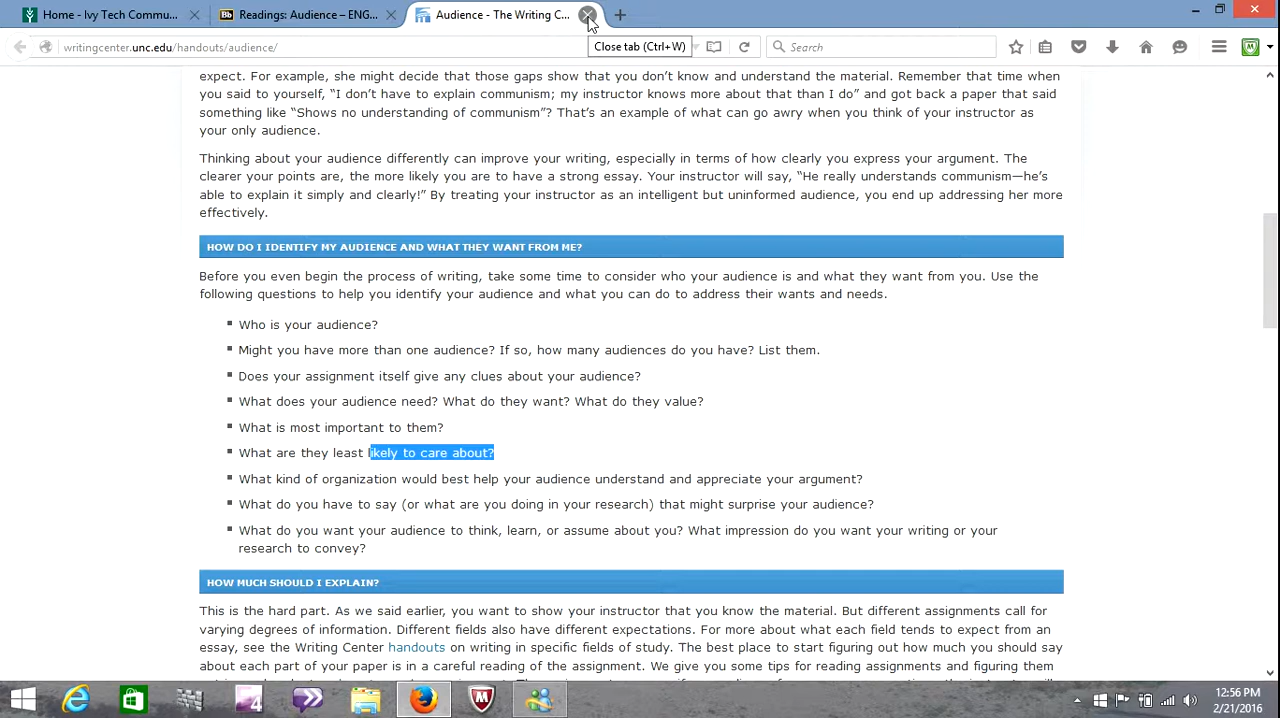 Home - Ivy Tech Commu...
Readings: Audience – ENG...
Audience - The Writing C...
writingcenter.unc.edu/handouts/audience/
Close tab (Ctrl+W)
Search
expect. For example, she might decide that those gaps show that you don't know and understand the material. Remember that time when
you said to yourself, “I don't have to explain communism; my instructor knows more about that than I do” and got back a paper that said
something like “Shows no understanding of communism”? That's an example of what can go awry when you think of your instructor as
your only audience.
Thinking about your audience differently can improve your writing, especially in terms of how clearly you express your argument. The
clearer your points are, the more likely you are to have a strong essay. Your instructor will say, “He really understands communism—he's
able to explain it simply and clearly!” By treating your instructor as an intelligent but uninformed audience, you end up addressing her more
effectively.
HOW DO I IDENTIFY MY AUDIENCE AND WHAT THEY WANT FROM ME?
Before you even begin the process of writing, take some time to consider who your audience is and what they want from you. Use the
following questions to help you identify your audience and what you can do to address their wants and needs.
Who is your audience?
Might you have more than one audience? If so, how many audiences do you have? List them.
Does your assignment itself give any clues about your audience?
What does your audience need? What do they want? What do they value?
What is most important to them?
What are they least likely to care about?
What kind of organization would best help your audience understand and appreciate your argument?
What do you have to say (or what are you doing in your research) that might surprise your audience?
What do you want your audience to think, learn, or assume about you? What impression do you want your writing or your
research to convey?
HOW MUCH SHOULD I EXPLAIN?
This is the hard part. As we said earlier, you want to show your instructor that you know the material. But different assignments call for
varying degrees of information. Different fields also have different expectations. For more about what each field tends to expect from an
essay, see the Writing Center handouts on writing in specific fields of study. The best place to start figuring out how much you should say
about each part of your paper is in a careful reading of the assignment. We give you some tips for reading assignments and figuring them
12:56 PM
2/21/2016